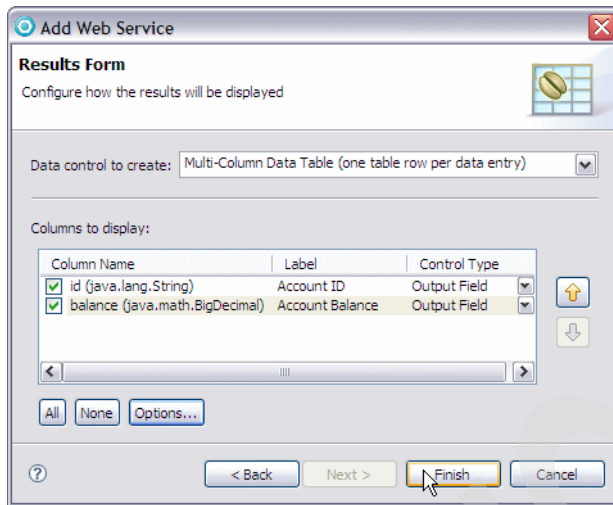 Add Web Service
Results Form
Configure how the results will be displayed
Data control to create: Multi-Column Data Table (one table row per data entry)
Columns to display:
Column Name Label Control Type
id (java.lang.String) Account ID Output Field
balance (java.math.BigDecimal) Account Balance Output Field
All None Options...
? < Back Next > Finish Cancel